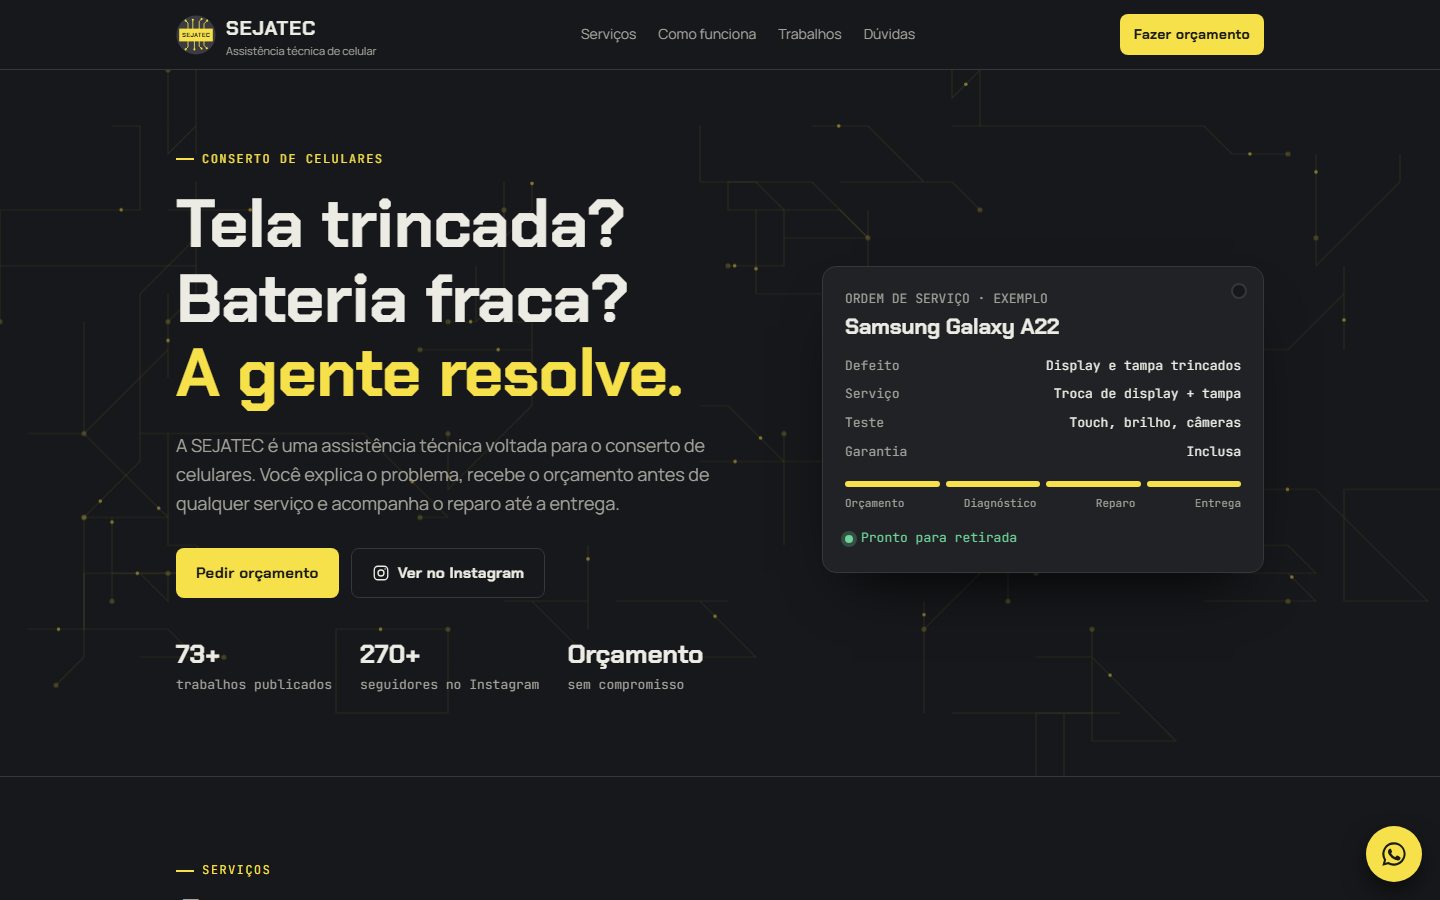 SEJATEC
SEJATEC
Assistência técnica de celular
Serviços
Como funciona
Trabalhos
Dúvidas
Fazer orçamento
CONSERTO DE CELULARES
Tela trincada?
Bateria fraca?
A gente resolve.
A SEJATEC é uma assistência técnica voltada para o conserto de
celulares. Você explica o problema, recebe o orçamento antes de
qualquer serviço e acompanha o reparo até a entrega.
Pedir orçamento
Ver no Instagram
73+
trabalhos publicados
270+
seguidores no Instagram
Orçamento
sem compromisso
ORDEM DE SERVIÇO · EXEMPLO
Samsung Galaxy A22
Defeito Display e tampa trincados
Serviço Troca de display + tampa
Teste Touch, brilho, câmeras
Garantia Inclusa
Orçamento Diagnóstico Reparo Entrega
Pronto para retirada
SERVIÇOS